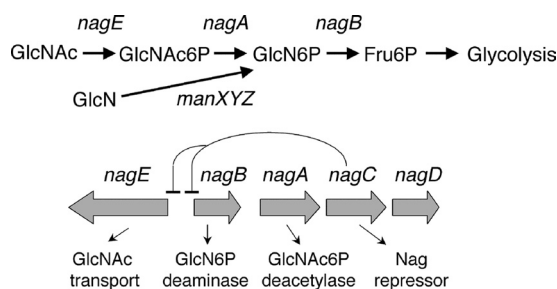 nagE nagA nagB
GlcNAc GlcNAc6P GlcN6P Fru6P Glycolysis
GlcN manXYZ
nagE nagB nagA nagC nagD
GlcNAc GlcN6P GlcNAc6P Nag
transport deaminase deacetylase repressor